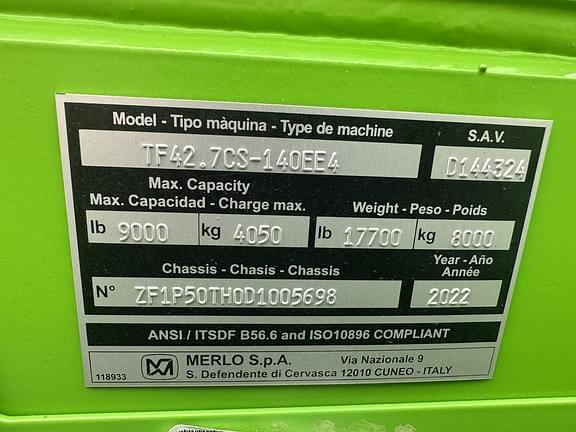 Model - Tipo màquina - Type de machine
S.A.V.
TF42.7CS-140EE4
D144324
Max. Capacity
Max. Capacidad - Charge max.
Weight - Peso - Poids
lb 9000 kg 4050 lb 17700 kg 8000
Chassis - Chasis - Chassis
Year - Año
Année
N° ZF1P50TH0D1005698 2022
ANSI / ITSDF B56.6 and ISO10896 COMPLIANT
MERLO S.p.A. Via Nazionale 9
118933 S. Defendente di Cervasca 12010 CUNEO - ITALY